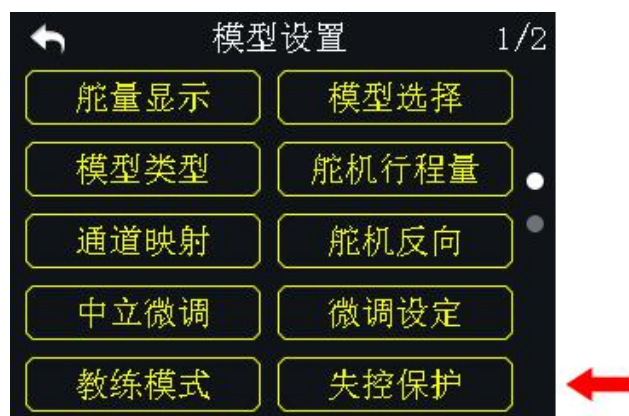 模型设置 1/2
舵量显示 模型选择
模型类型 舵机行程量
通道映射 舵机反向
中立微调 微调设定
教练模式 失控保护